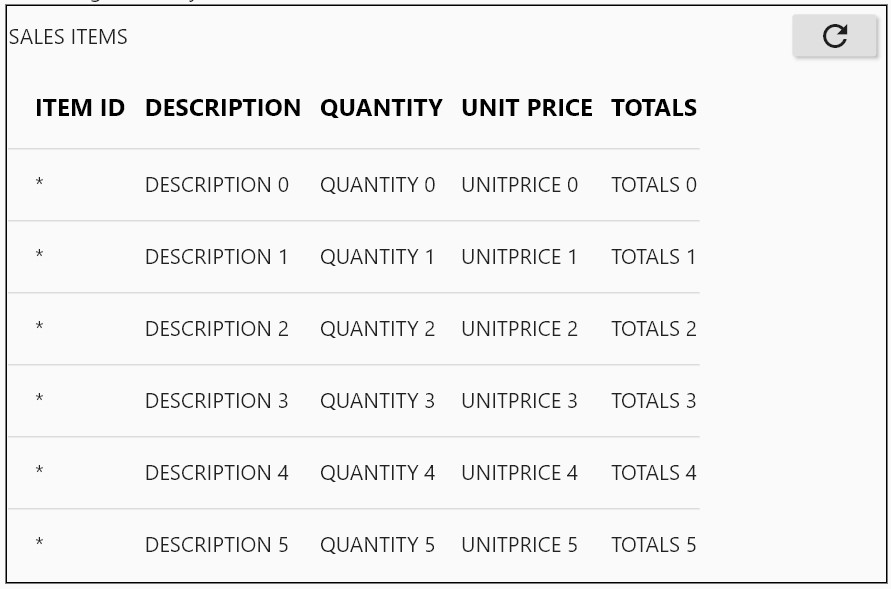 SALES ITEMS
ITEM ID DESCRIPTION QUANTITY UNIT PRICE TOTALS
* DESCRIPTION 0 QUANTITY 0 UNITPRICE 0 TOTALS 0
* DESCRIPTION 1 QUANTITY 1 UNITPRICE 1 TOTALS 1
* DESCRIPTION 2 QUANTITY 2 UNITPRICE 2 TOTALS 2
* DESCRIPTION 3 QUANTITY 3 UNITPRICE 3 TOTALS 3
* DESCRIPTION 4 QUANTITY 4 UNITPRICE 4 TOTALS 4
* DESCRIPTION 5 QUANTITY 5 UNITPRICE 5 TOTALS 5